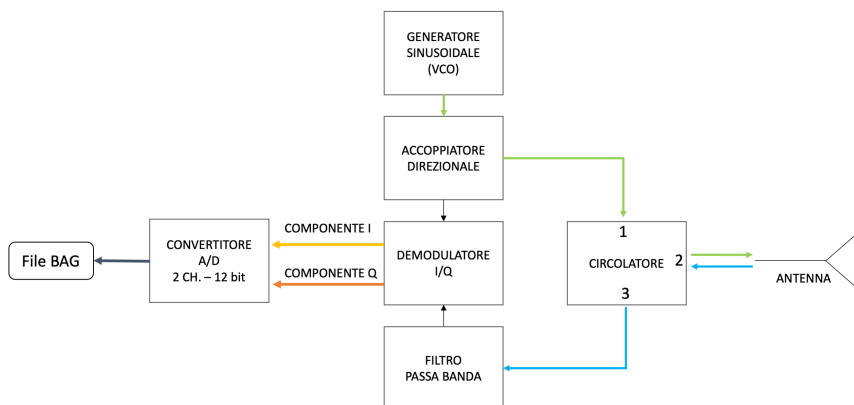 GENERATORE
SINUSOIDALE
(VCO)
ACCOPPIATORE
DIREZIONALE
COMPONENTE I
COMPONENTE Q
File BAG
CONVERTITORE
A/D
2 CH. – 12 bit
DEMODULATORE
I/Q
1
CIRCOLATORE
2
3
ANTENNA
FILTRO
PASSA BANDA